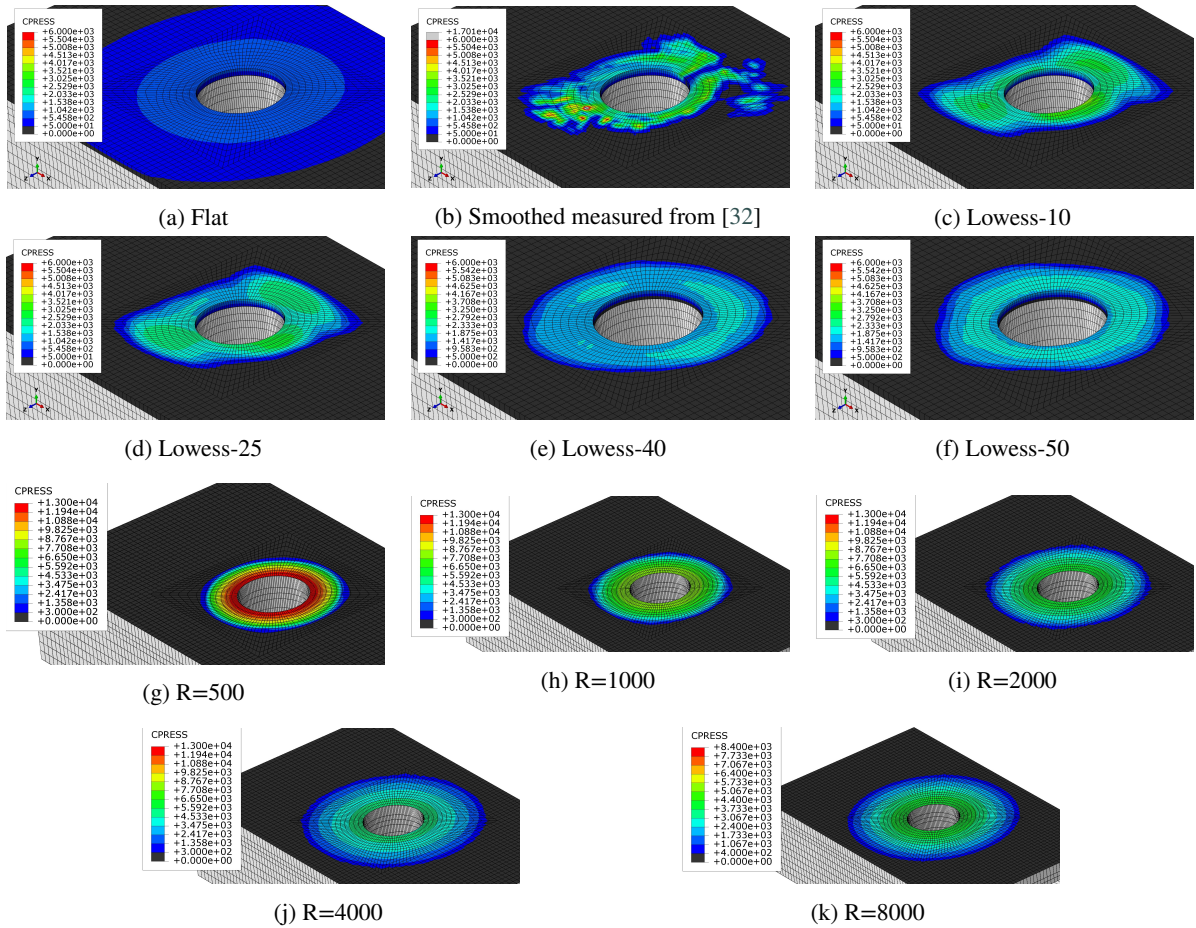 CPRESS
+6.000e+03
+5.504e+03
+5.008e+03
+4.513e+03
+4.017e+03
+3.521e+03
+3.025e+03
+2.529e+03
+2.033e+03
+1.538e+03
+1.042e+03
+5.458e+02
+5.000e+01
+0.000e+00
Y
Z
X
(a) Flat
CPRESS
+1.701e+04
+6.000e+03
+5.504e+03
+5.008e+03
+4.513e+03
+4.017e+03
+3.521e+03
+3.025e+03
+2.529e+03
+2.033e+03
+1.538e+03
+1.042e+03
+5.458e+02
+5.000e+01
+0.000e+00
Y
Z
X
(b) Smoothed measured from [32]
CPRESS
+6.000e+03
+5.504e+03
+5.008e+03
+4.513e+03
+4.017e+03
+3.521e+03
+3.025e+03
+2.529e+03
+2.033e+03
+1.538e+03
+1.042e+03
+5.458e+02
+5.000e+01
+0.000e+00
Y
Z
X
(c) Lowess-10
CPRESS
+6.000e+03
+5.504e+03
+5.008e+03
+4.513e+03
+4.017e+03
+3.521e+03
+3.025e+03
+2.529e+03
+2.033e+03
+1.538e+03
+1.042e+03
+5.458e+02
+5.000e+01
+0.000e+00
Y
Z
X
(d) Lowess-25
CPRESS
+6.000e+03
+5.542e+03
+5.083e+03
+4.625e+03
+4.167e+03
+3.708e+03
+3.250e+03
+2.792e+03
+2.333e+03
+1.875e+03
+1.417e+03
+9.583e+02
+5.000e+02
+0.000e+00
Y
Z
X
(e) Lowess-40
CPRESS
+6.000e+03
+5.542e+03
+5.083e+03
+4.625e+03
+4.167e+03
+3.708e+03
+3.250e+03
+2.792e+03
+2.333e+03
+1.875e+03
+1.417e+03
+9.583e+02
+5.000e+02
+0.000e+00
Y
Z
X
(f) Lowess-50
CPRESS
+1.300e+04
+1.194e+04
+1.088e+04
+9.825e+03
+8.767e+03
+7.708e+03
+6.650e+03
+5.592e+03
+4.533e+03
+3.475e+03
+2.417e+03
+1.358e+03
+3.000e+02
+0.000e+00
(g) R=500
CPRESS
+1.300e+04
+1.194e+04
+1.088e+04
+9.825e+03
+8.767e+03
+7.708e+03
+6.650e+03
+5.592e+03
+4.533e+03
+3.475e+03
+2.417e+03
+1.358e+03
+3.000e+02
+0.000e+00
(h) R=1000
CPRESS
+1.300e+04
+1.194e+04
+1.088e+04
+9.825e+03
+8.767e+03
+7.708e+03
+6.650e+03
+5.592e+03
+4.533e+03
+3.475e+03
+2.417e+03
+1.358e+03
+3.000e+02
+0.000e+00
(i) R=2000
CPRESS
+1.300e+04
+1.194e+04
+1.088e+04
+9.825e+03
+8.767e+03
+7.708e+03
+6.650e+03
+5.592e+03
+4.533e+03
+3.475e+03
+2.417e+03
+1.358e+03
+3.000e+02
+0.000e+00
(j) R=4000
CPRESS
+8.400e+03
+7.733e+03
+7.067e+03
+6.400e+03
+5.733e+03
+5.067e+03
+4.400e+03
+3.733e+03
+3.067e+03
+2.400e+03
+1.733e+03
+1.067e+03
+4.000e+02
+0.000e+00
(k) R=8000